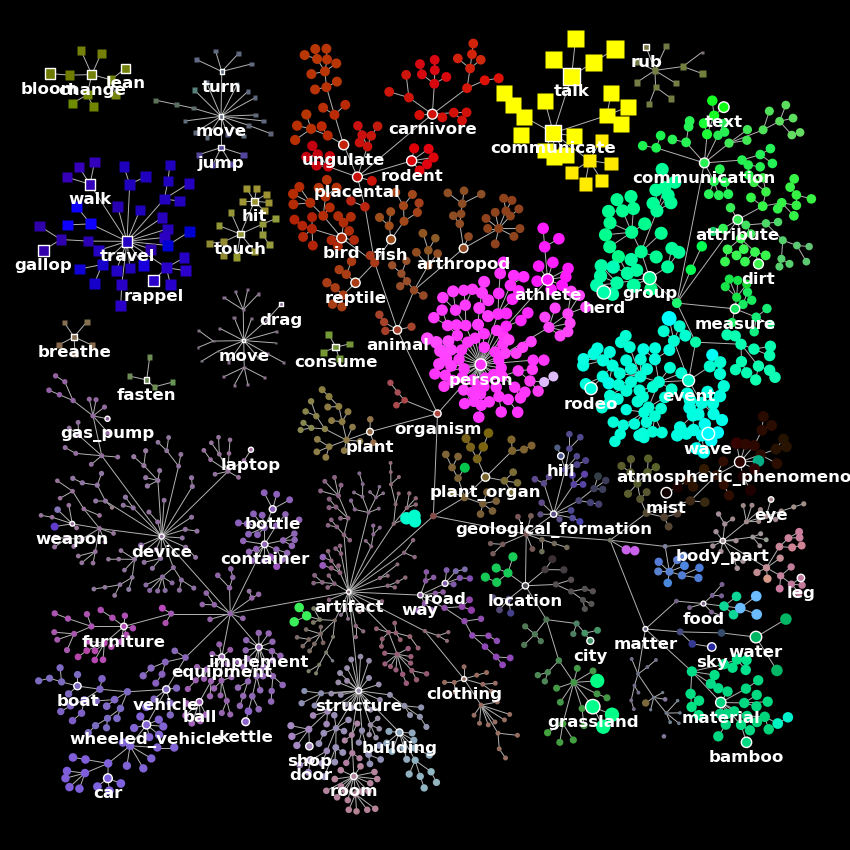 rub
turn
blood
change
lean
talk
text
move
carnivore
communicate
jump
ungulate
placental
rodent
communication
walk
hit
touch
attribute
travel
gallop
bird
fish
arthropod
dirt
rappel
reptile
athlete
herd
group
drag
measure
breathe
move
consume
animal
person
fasten
event
rodeo
gas_pump
organism
plant
wave
laptop
hill
atmospheric_phenomenon
plant_organ
mist
eye
bottle
weapon
device
container
geological_formation
body_part
leg
artifact
way
road
location
food
furniture
implement
equipment
city
matter
sky
water
boat
vehicle
ball
structure
clothing
grassland
material
wheeled_vehicle
kettle
building
shop
door
bamboo
car
room